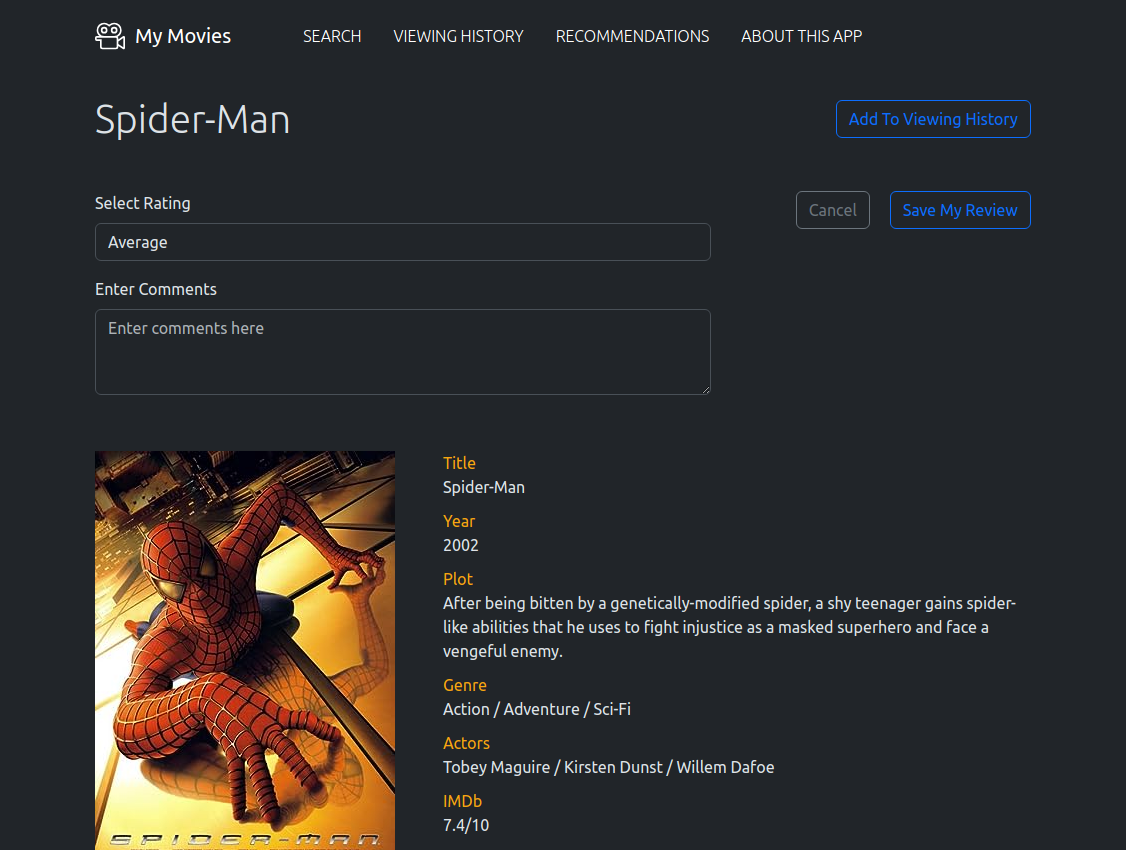 My Movies
SEARCH
VIEWING HISTORY
RECOMMENDATIONS
ABOUT THIS APP
Spider-Man
Add To Viewing History
Select Rating
Cancel
Save My Review
Average
Enter Comments
Enter comments here
Title
Spider-Man
Year
2002
Plot
After being bitten by a genetically-modified spider, a shy teenager gains spider-
like abilities that he uses to fight injustice as a masked superhero and face a
vengeful enemy.
Genre
Action / Adventure / Sci-Fi
Actors
Tobey Maguire / Kirsten Dunst / Willem Dafoe
IMDb
7.4/10
SPIDER-MAN